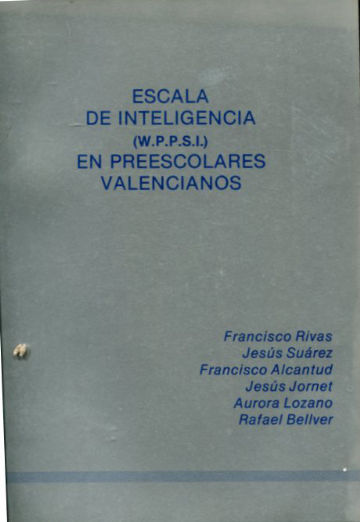 ESCALA
DE INTELIGENCIA
(W.P.P.S.I.)
EN PREESCOLARES
VALENCIANOS
Francisco Rivas
Jesús Suárez
Francisco Alcantud
Jesús Jornet
Aurora Lozano
Rafael Bellver